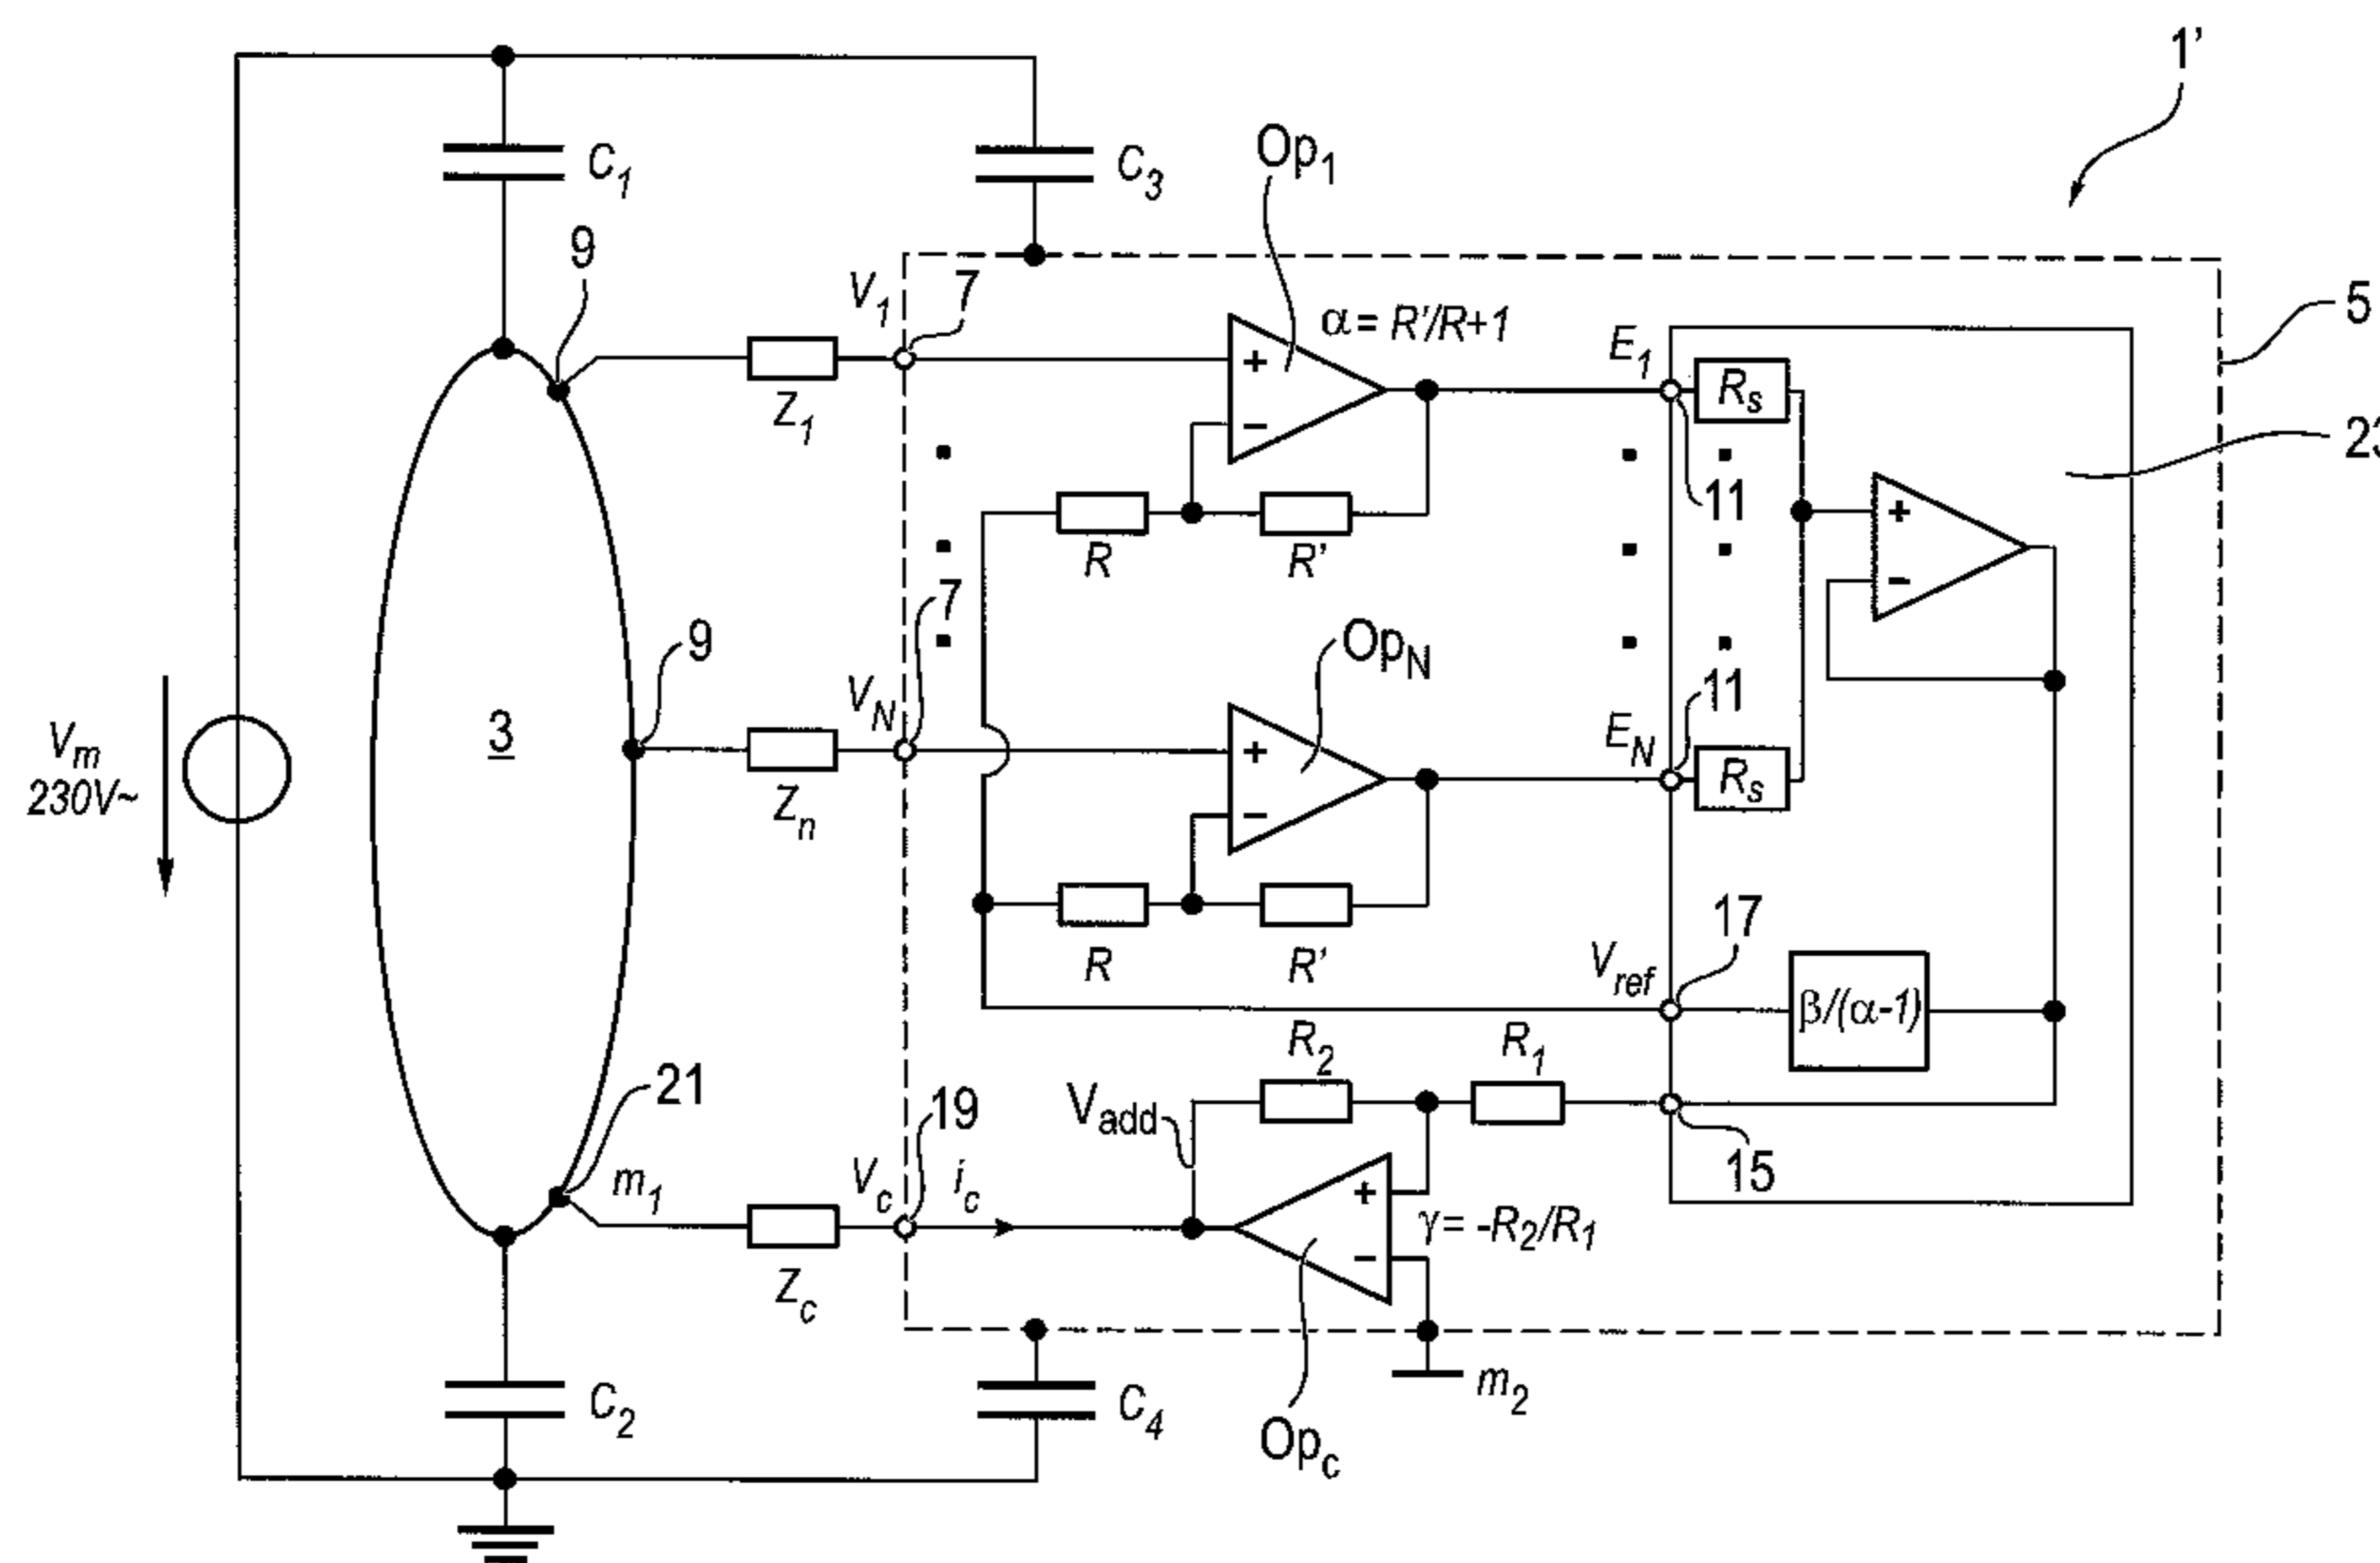 1’
C1
C3
Op1
9
V1
7
α = R’/R+1
E1
5
Rs
+
−
Z1
11
23
+
−
R
R’
7
9
OpN
VN
EN
11
Rs
3
Vm
230V~
Zn
+
−
R
R’
17
Vref
β/(α-1)
R2
R1
21
Vadd
19
15
m1
Vc
ic
+
−
γ = -R2/R1
Zc
C2
C4
m2
Opc